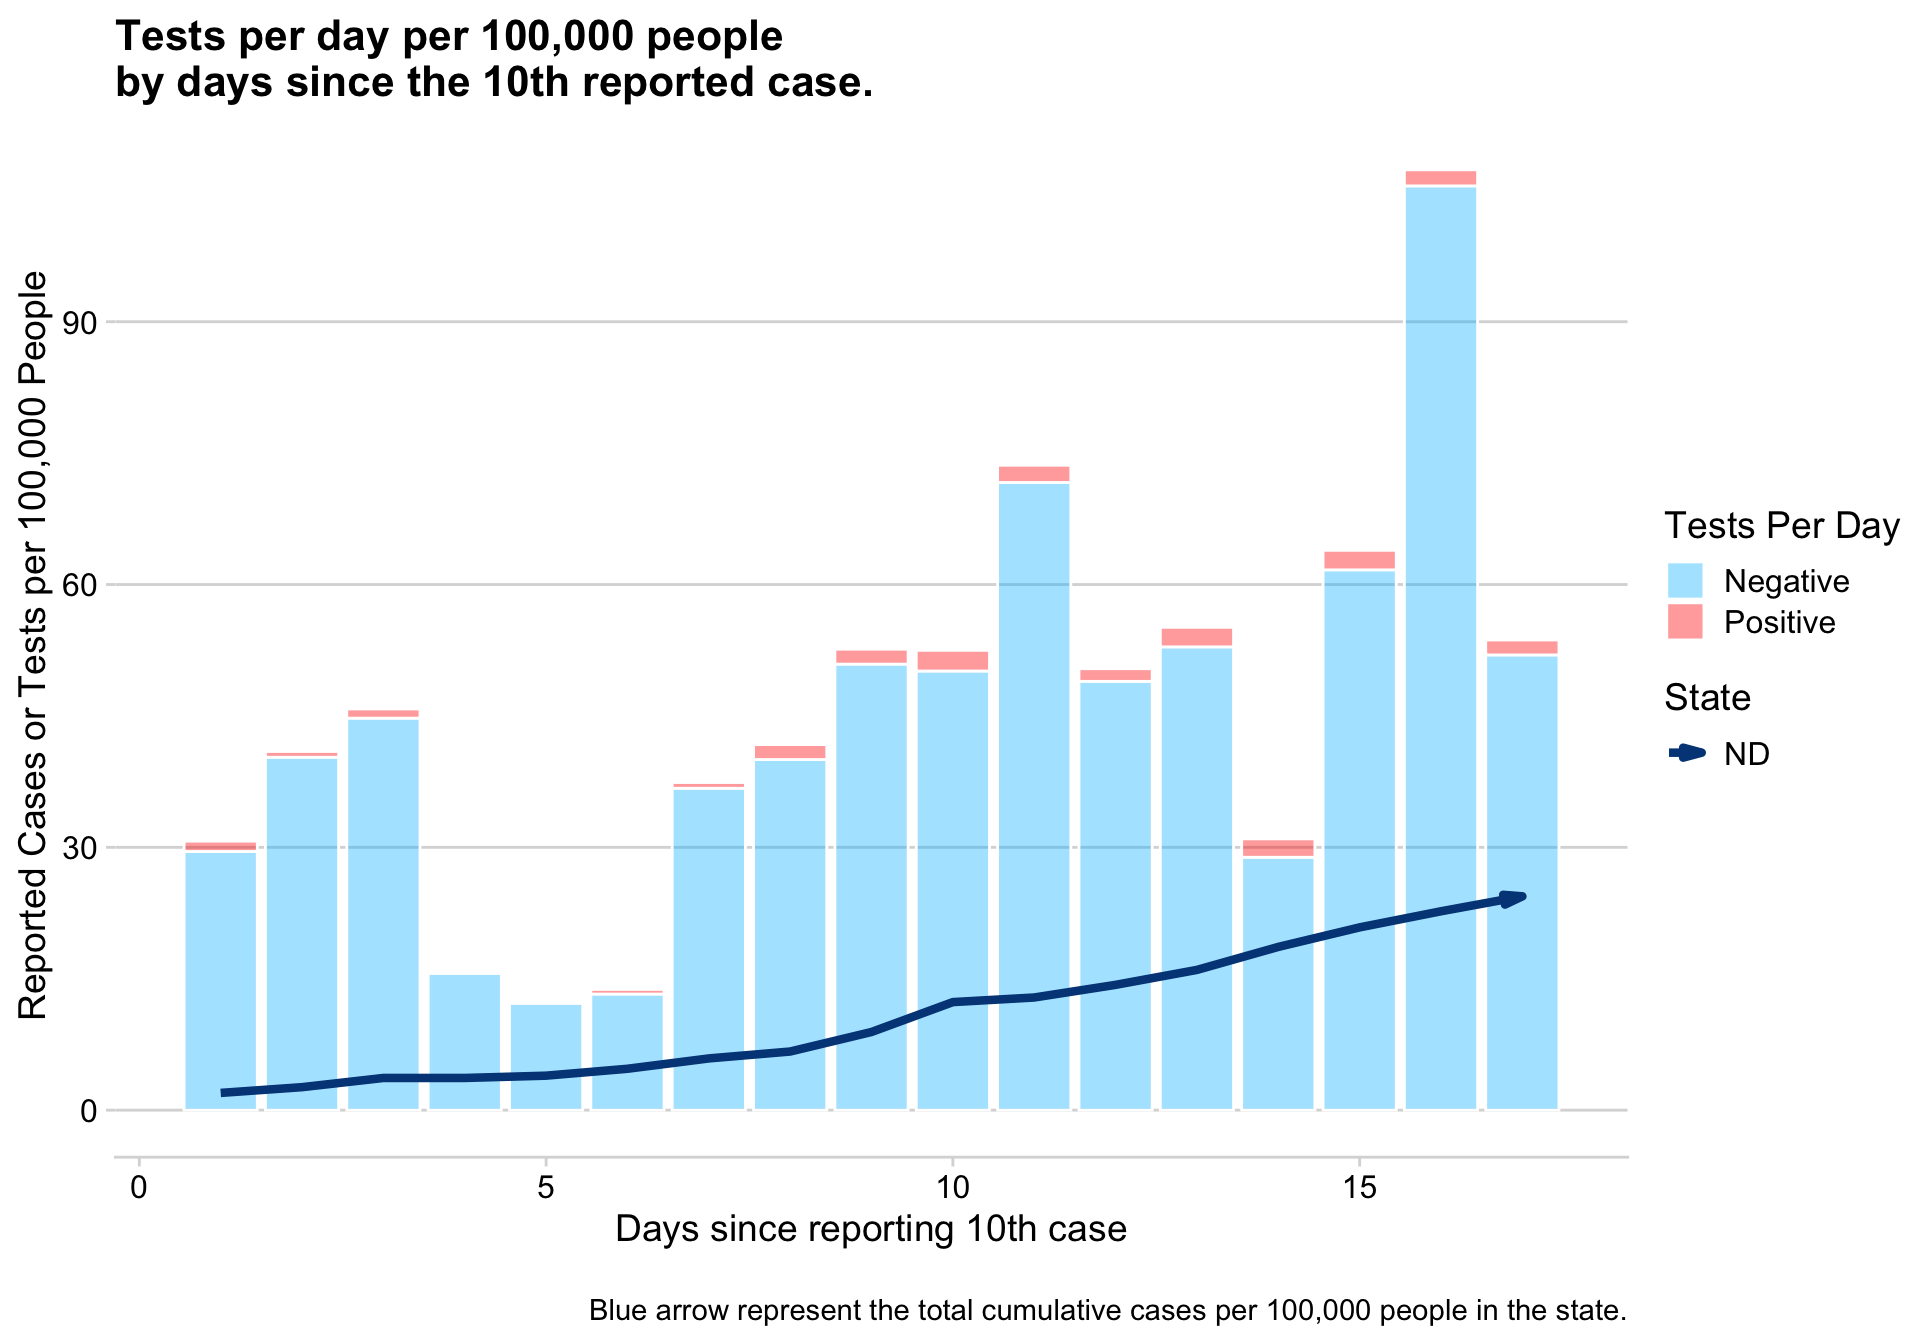 Tests per day per 100,000 people
by days since the 10th reported case.
Reported Cases or Tests per 100,000 People
90
60
30
0
0
5
10
15
Days since reporting 10th case
Tests Per Day
Negative
Positive
State
ND
Blue arrow represent the total cumulative cases per 100,000 people in the state.